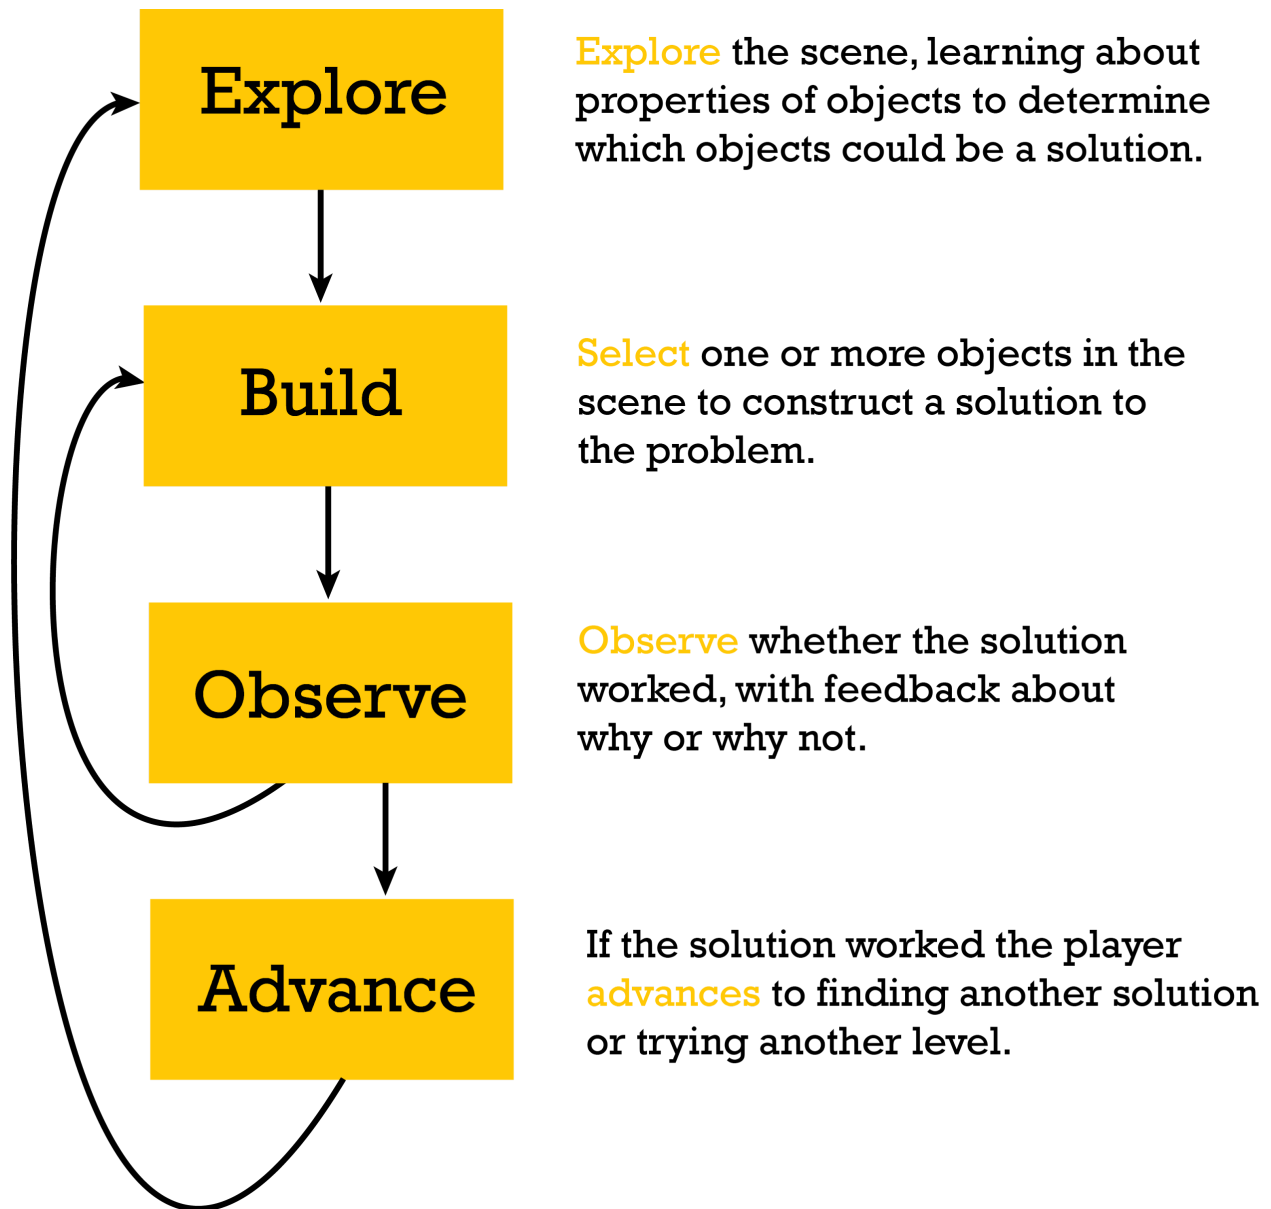 Explore
Explore the scene, learning about
properties of objects to determine
which objects could be a solution.
Build
Select one or more objects in the
scene to construct a solution to
the problem.
Observe
Observe whether the solution
worked, with feedback about
why or why not.
Advance
If the solution worked the player
advances to finding another solution
or trying another level.